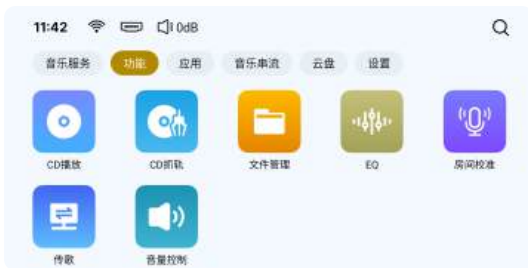 11:42 0dB
音乐服务 功能 应用 音乐串流 云盘 设置
CD播放 CD抓轨 文件管理 EQ 房间校准
传歌 音量控制